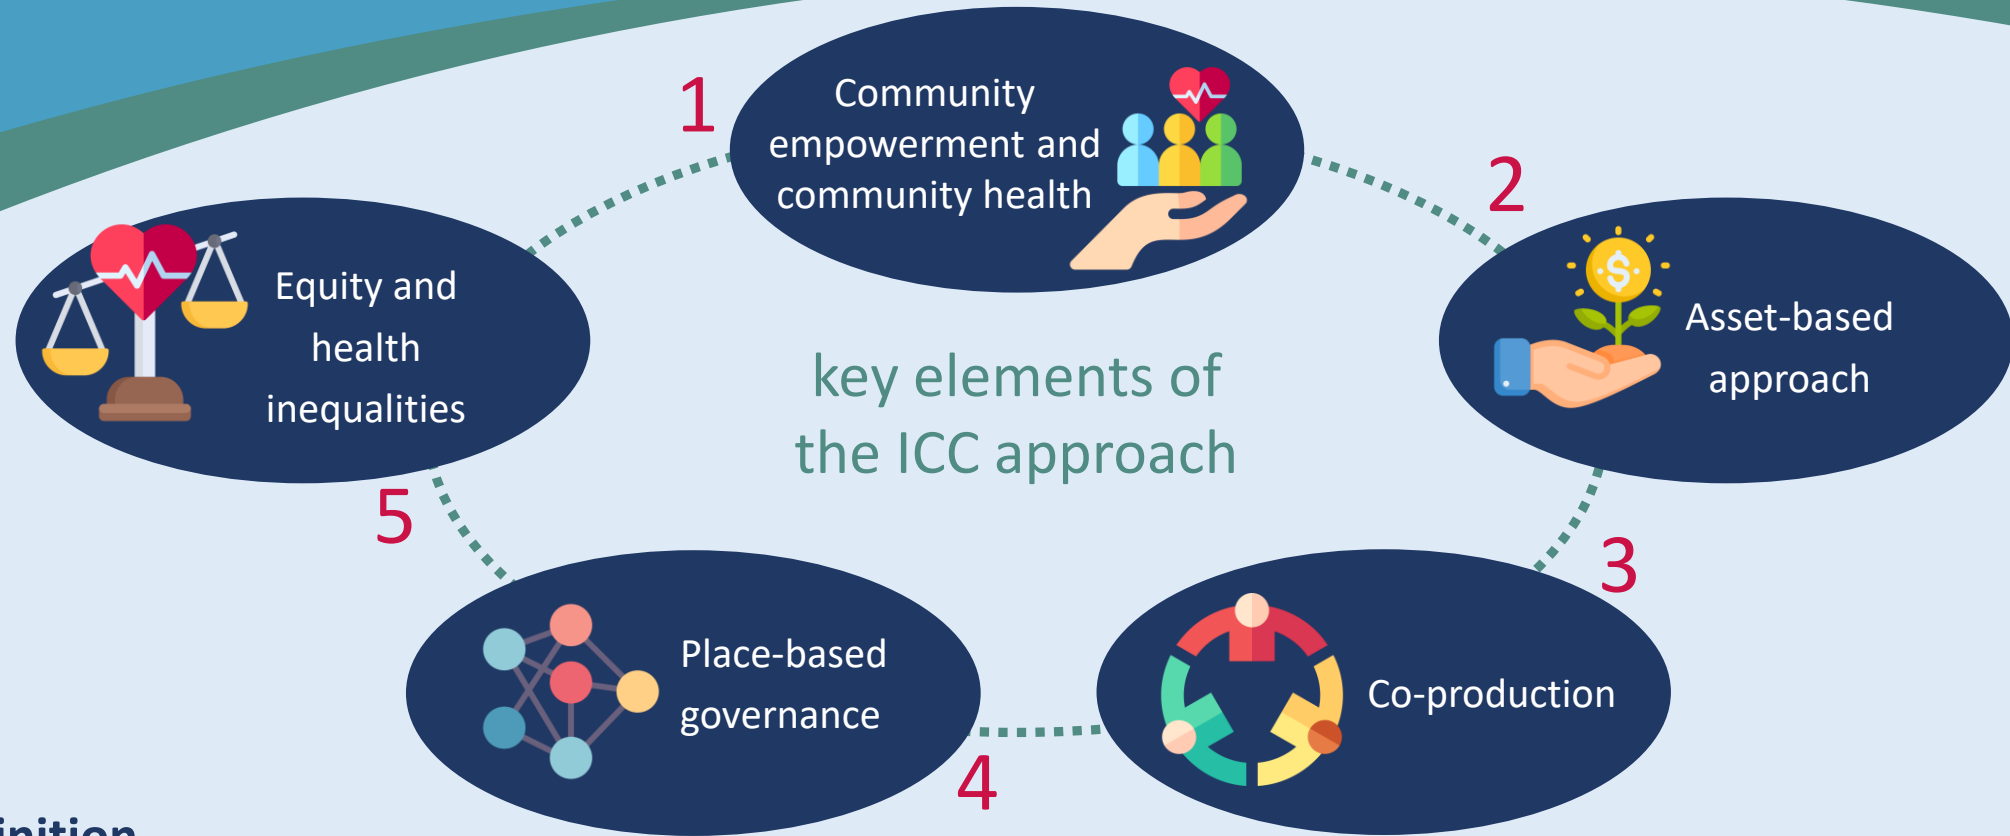 1
Community
empowerment and
community health
2
Asset-based
approach
3
Co-production
4
Place-based
governance
5
Equity and
health
inequalities
key elements of
the ICC approach